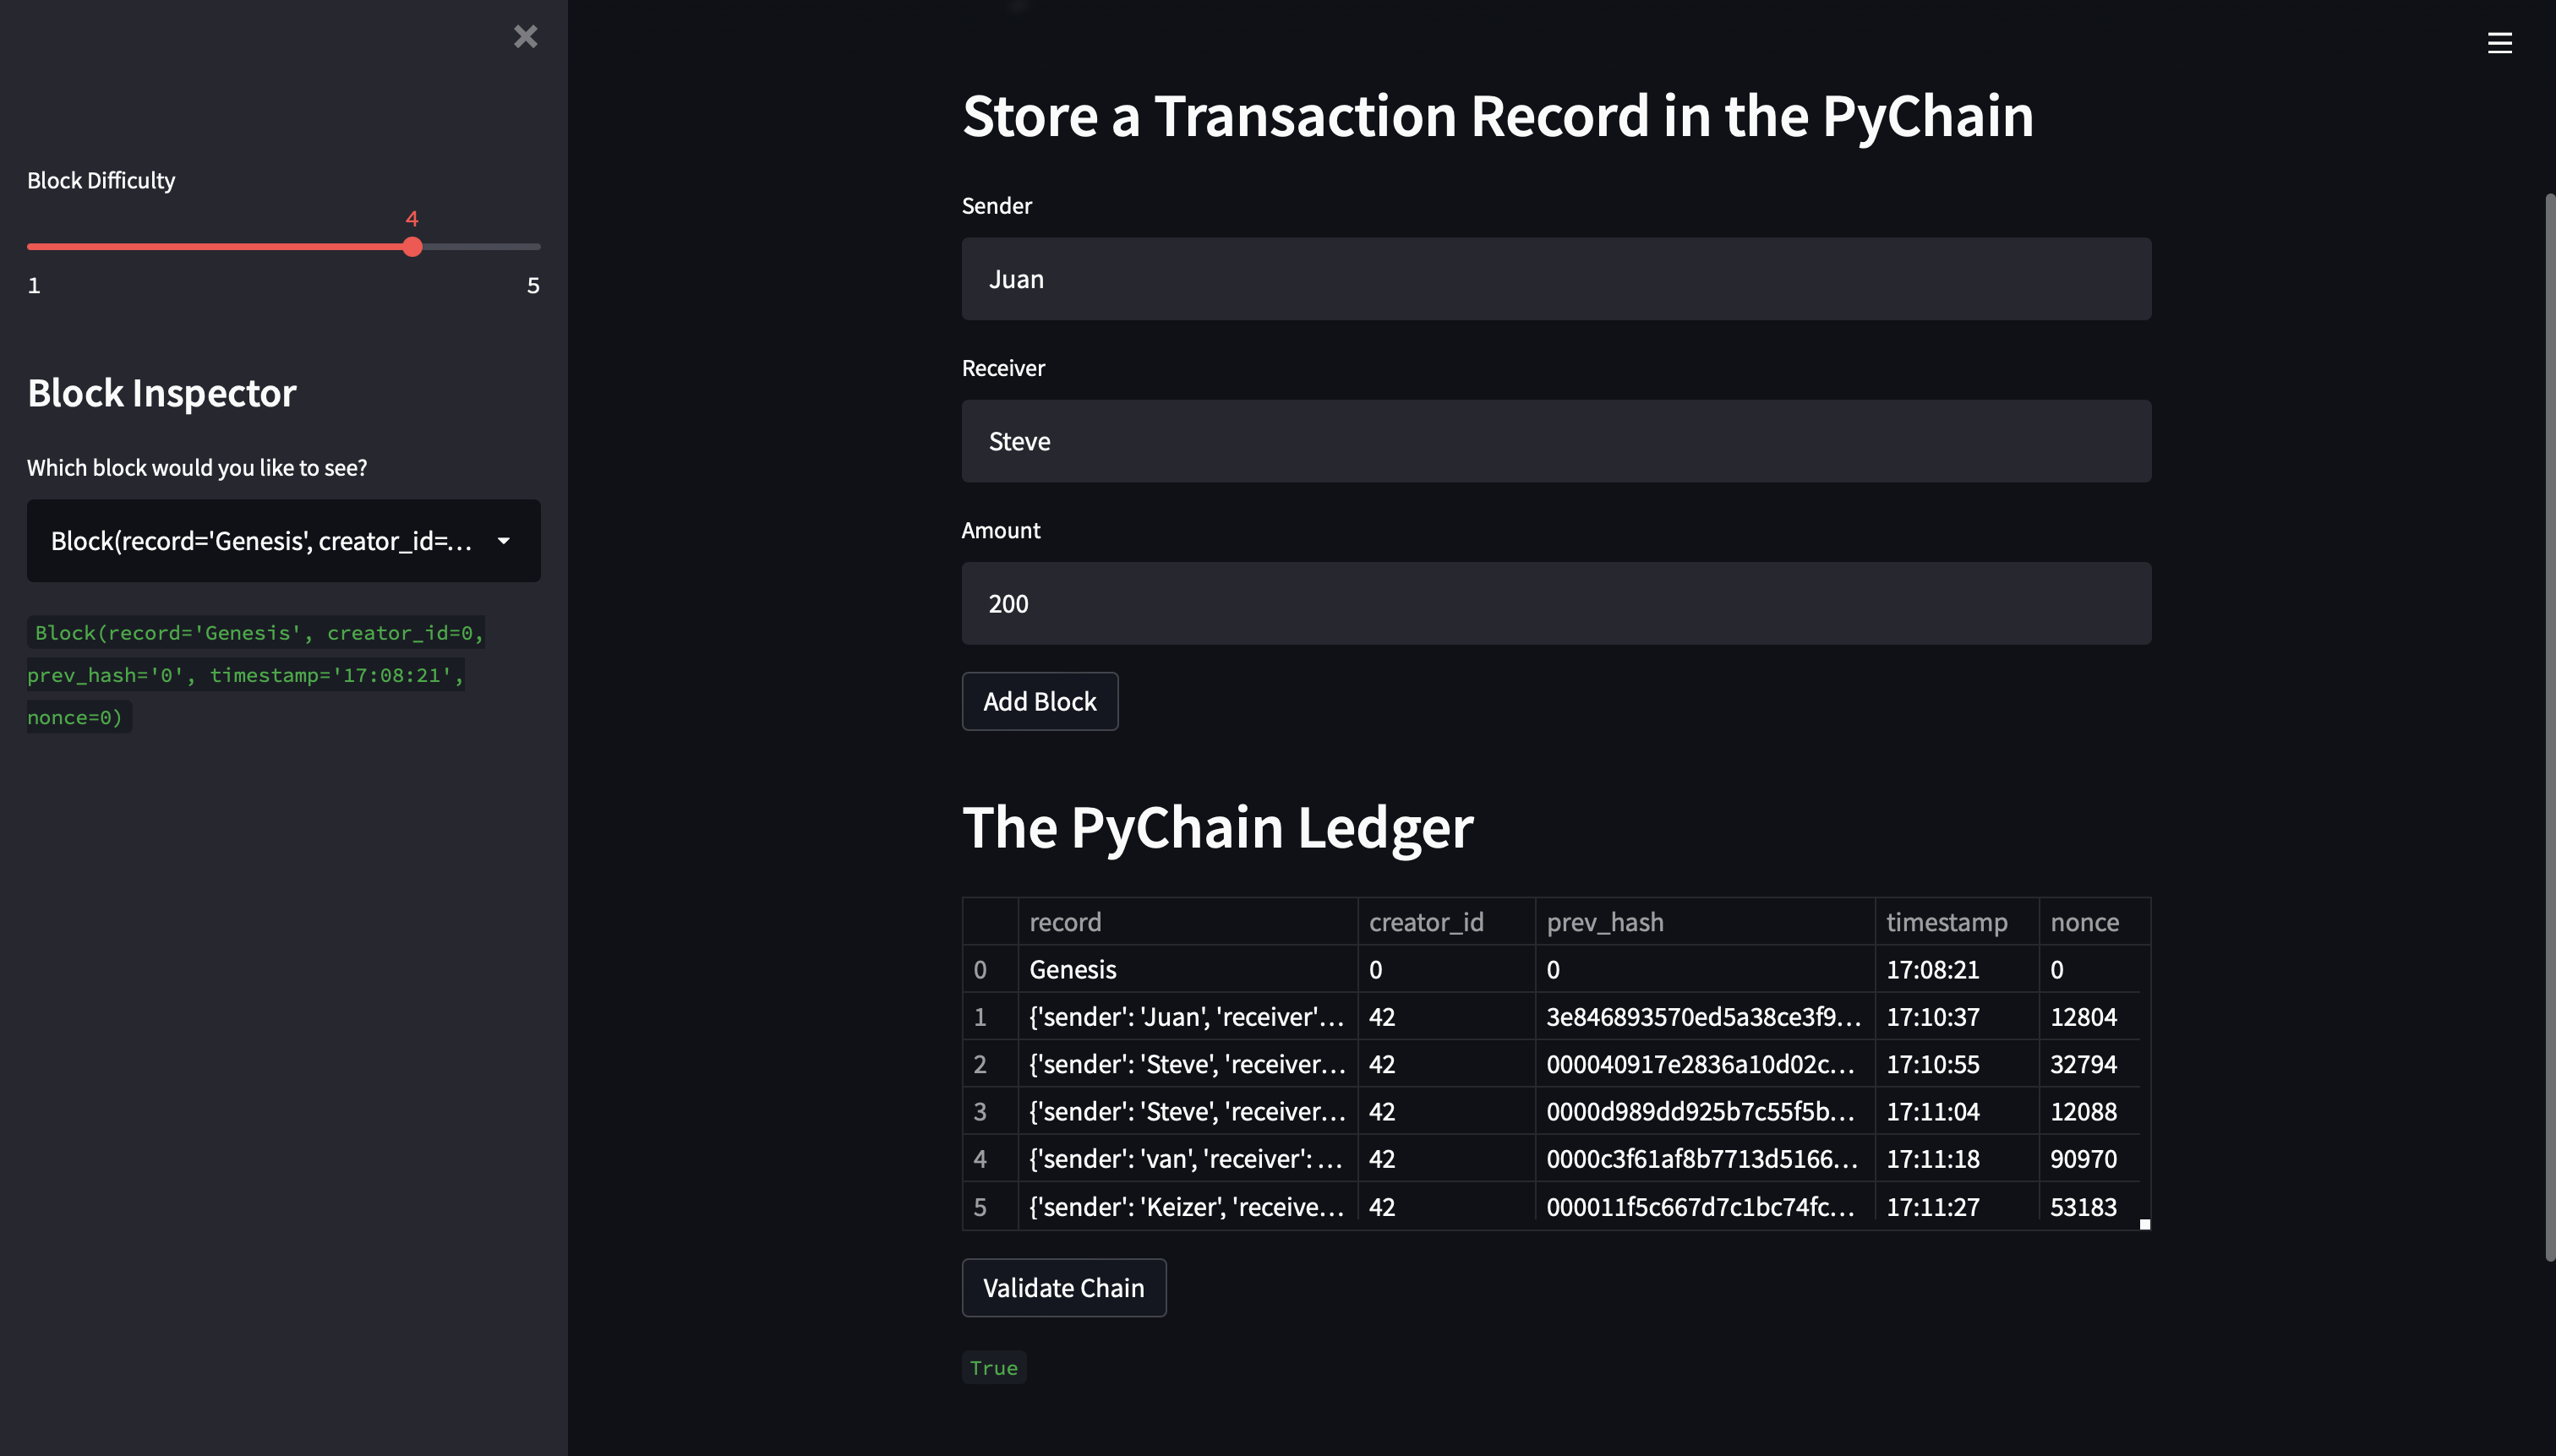 Block Difficulty
4
1 5
Block Inspector
Which block would you like to see?
Block(record='Genesis', creator_id=...
Block(record='Genesis', creator_id=0,
prev_hash='0', timestamp='17:08:21',
nonce=0)
Store a Transaction Record in the PyChain
Sender
Juan
Receiver
Steve
Amount
200
Add Block
The PyChain Ledger
record creator_id prev_hash timestamp nonce
0 Genesis 0 0 17:08:21 0
1 {'sender': 'Juan', 'receiver'... 42 3e846893570ed5a38ce3f9... 17:10:37 12804
2 {'sender': 'Steve', 'receiver... 42 000040917e2836a10d02c... 17:10:55 32794
3 {'sender': 'Steve', 'receiver... 42 0000d989dd925b7c55f5b... 17:11:04 12088
4 {'sender': 'van', 'receiver': ... 42 0000c3f61af8b7713d5166... 17:11:18 90970
5 {'sender': 'Keizer', 'receive... 42 000011f5c667d7c1bc74fc... 17:11:27 53183
Validate Chain
True